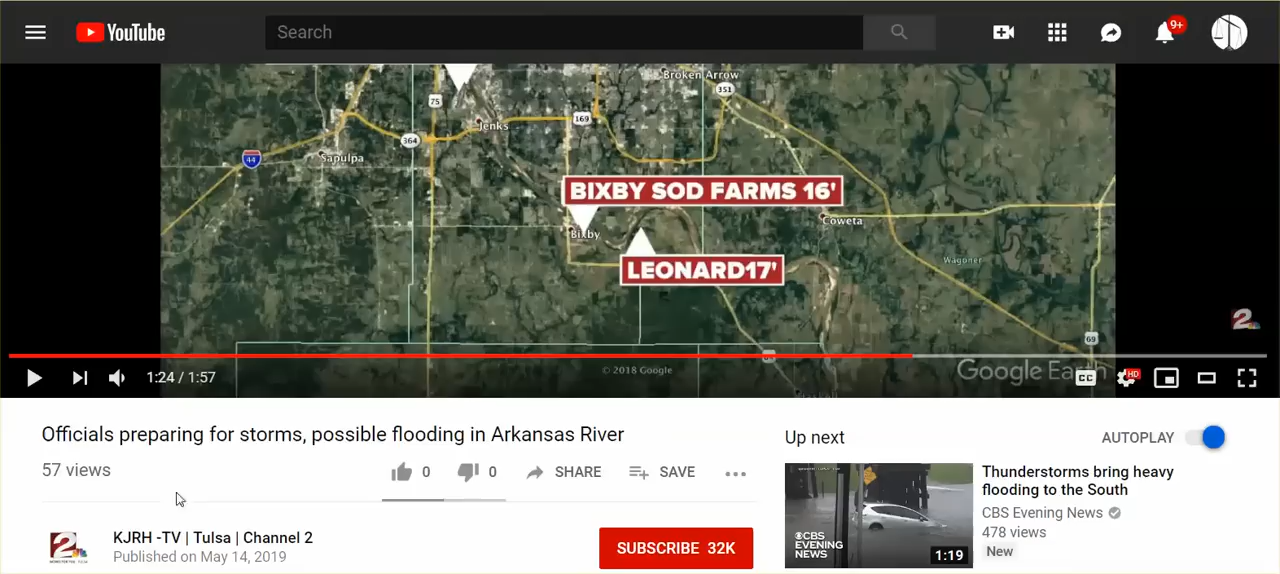 YouTube
Search
9+
Broken Arrow
351
75
169
Jenks
364
44
Sapulpa
BIXBY SOD FARMS 16'
Coweta
Bixby
Wagoner
LEONARD17'
2
69
© 2018 Google
Google Earth
1:24 / 1:57
CC
HD
Officials preparing for storms, possible flooding in Arkansas River
57 views
0
0
SHARE
SAVE
Up next
AUTOPLAY
Thunderstorms bring heavy
flooding to the South
CBS Evening News
478 views
New
CBS
EVENING
NEWS
1:19
2
KJRH -TV | Tulsa | Channel 2
Published on May 14, 2019
SUBSCRIBE 32K